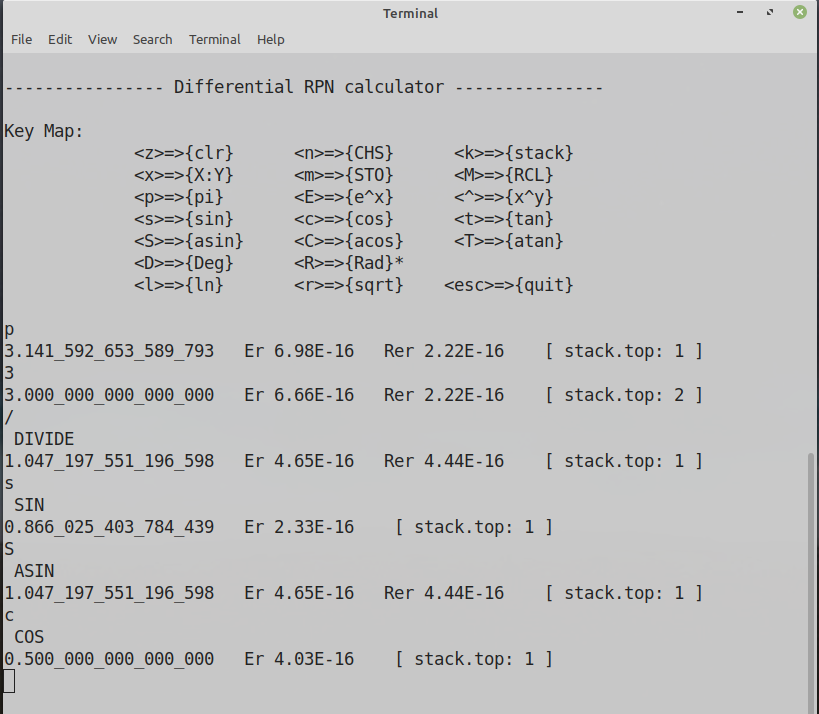 Terminal
File Edit View Search Terminal Help
---------------- Differential RPN calculator ---------------
Key Map:
<z>=>{clr} <n>=>{CHS} <k>=>{stack}
<x>=>{X:Y} <m>=>{STO} <M>=>{RCL}
<p>=>{pi} <E>=>{e^x} <^>=>{x^y}
<s>=>{sin} <c>=>{cos} <t>=>{tan}
<S>=>{asin} <C>=>{acos} <T>=>{atan}
<D>=>{Deg} <R>=>{Rad}*
<l>=>{ln} <r>=>{sqrt} <esc>=>{quit}
p
3.141_592_653_589_793 Er 6.98E-16 Rer 2.22E-16 [ stack.top: 1 ]
3
3.000_000_000_000_000 Er 6.66E-16 Rer 2.22E-16 [ stack.top: 2 ]
/
DIVIDE
1.047_197_551_196_598 Er 4.65E-16 Rer 4.44E-16 [ stack.top: 1 ]
s
SIN
0.866_025_403_784_439 Er 2.33E-16 [ stack.top: 1 ]
S
ASIN
1.047_197_551_196_598 Er 4.65E-16 Rer 4.44E-16 [ stack.top: 1 ]
c
COS
0.500_000_000_000_000 Er 4.03E-16 [ stack.top: 1 ]